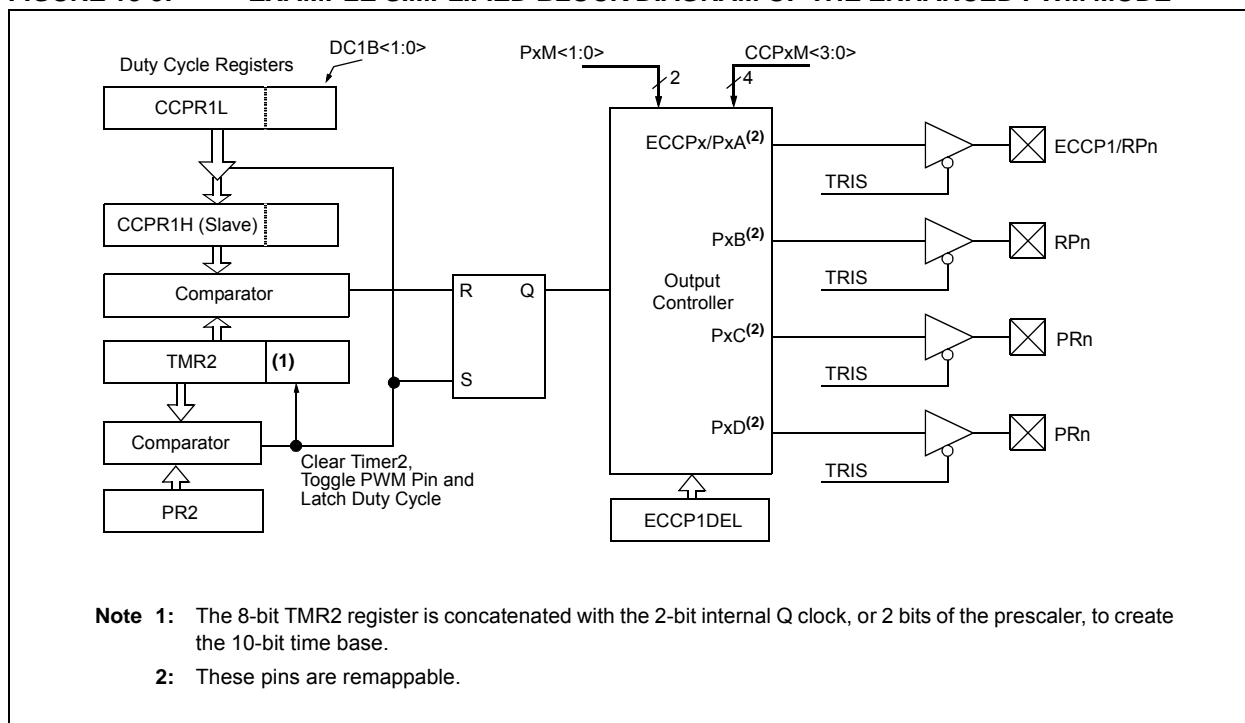 DC1B<1:0>
Duty Cycle Registers
CCPR1L
CCPR1H (Slave)
Comparator
TMR2
(1)
Comparator
PR2
Clear Timer2,
Toggle PWM Pin and
Latch Duty Cycle
R
Q
S
PxM<1:0>
2
CCPxM<3:0>
4
ECCPx/PxA(2)
PxB(2)
Output
Controller
PxC(2)
PxD(2)
ECCP1DEL
TRIS
ECCP1/RPn
TRIS
RPn
TRIS
PRn
TRIS
PRn
Note 1: The 8-bit TMR2 register is concatenated with the 2-bit internal Q clock, or 2 bits of the prescaler, to create
the 10-bit time base.
2: These pins are remappable.